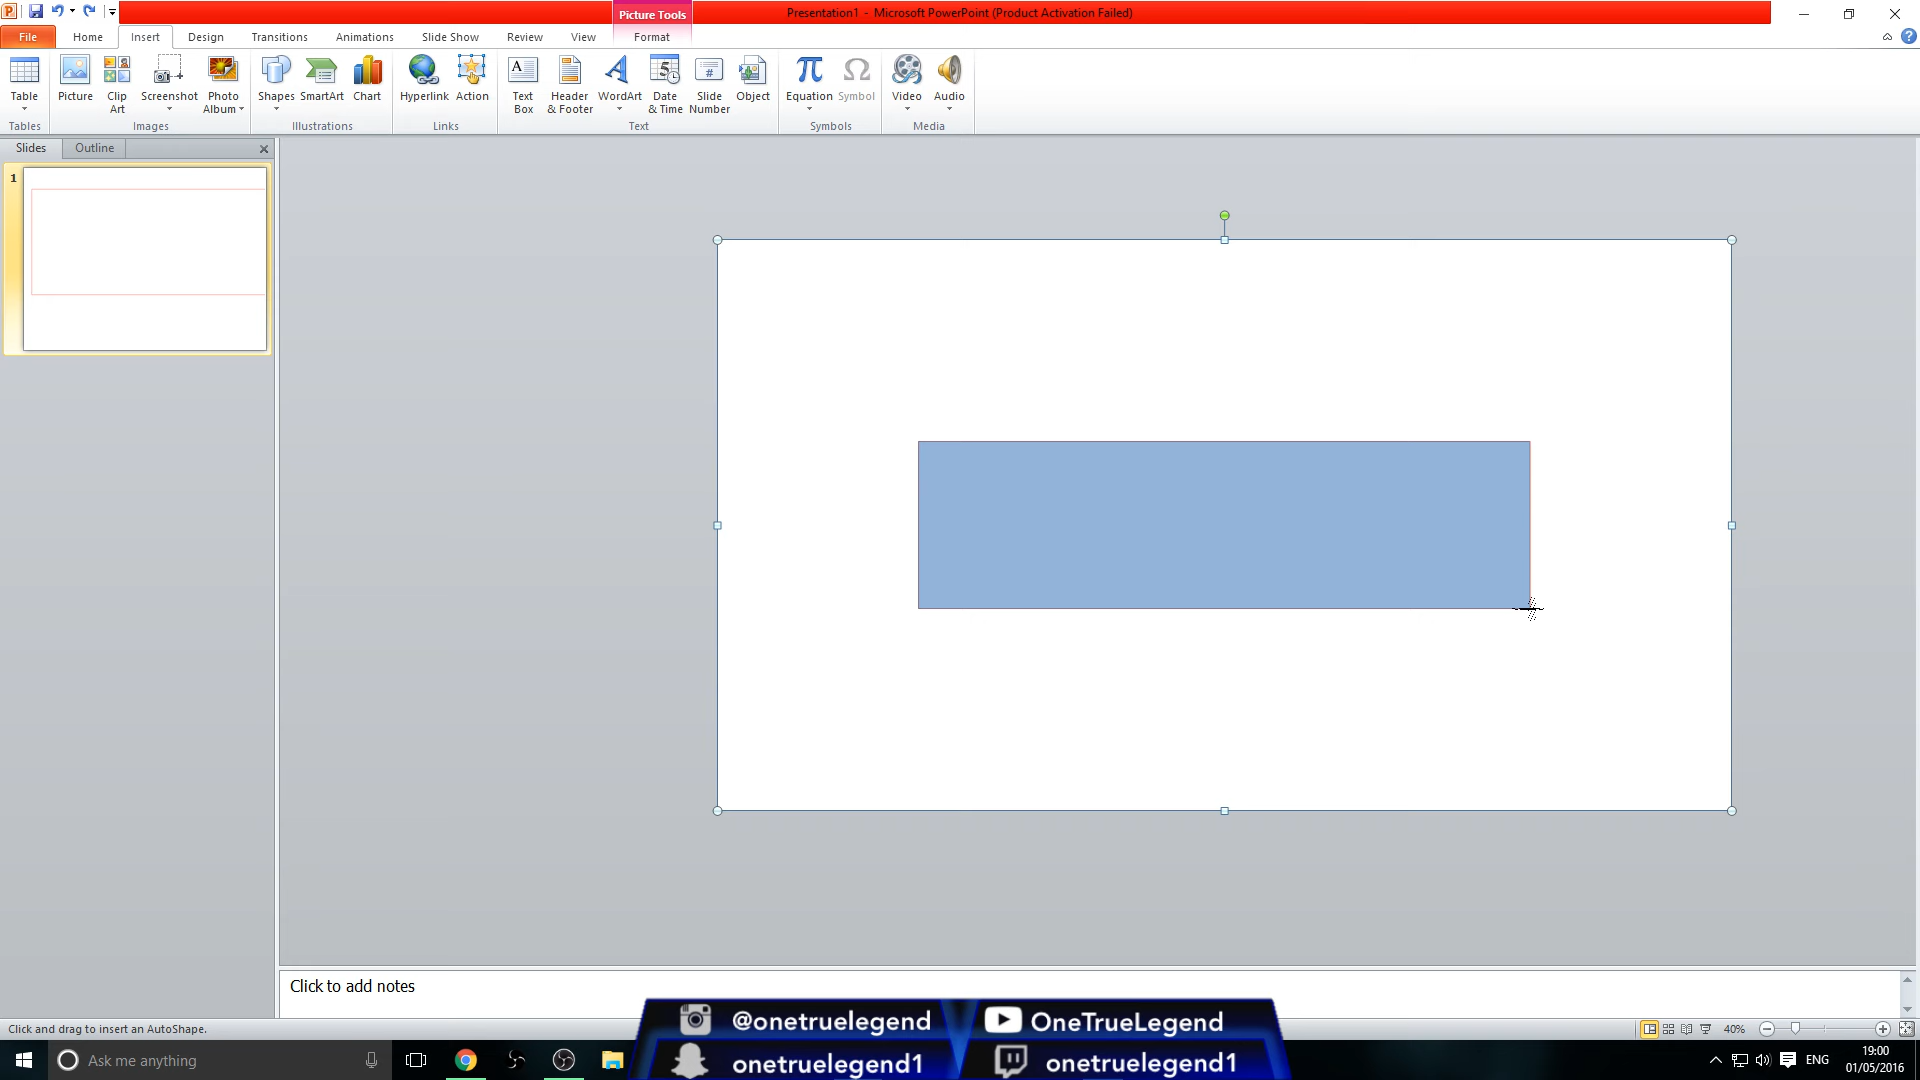 Picture Tools
Presentation1 - Microsoft PowerPoint (Product Activation Failed)
File Home Insert Design Transitions Animations Slide Show Review View Format
Table Picture Clip Art Screenshot Photo Album Shapes SmartArt Chart Hyperlink Action Text Box Header & Footer WordArt Date & Time Slide Number Object Equation Symbol Video Audio
Tables Images Illustrations Links Text Symbols Media
Slides Outline
1
Click to add notes
Click and drag to insert an AutoShape.
40%
@onetruelegend OneTrueLegend
onetruelegend1 onetruelegend1
Ask me anything
ENG
19:00
01/05/2016